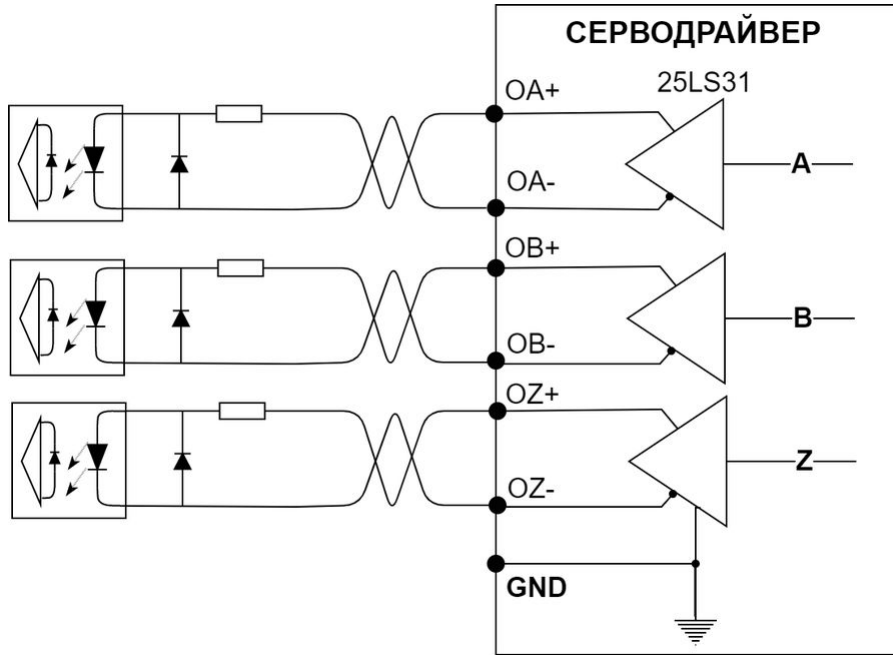 СЕРВОДРАЙВЕР
25LS31
OA+
A
OA-
OB+
B
OB-
OZ+
Z
OZ-
GND